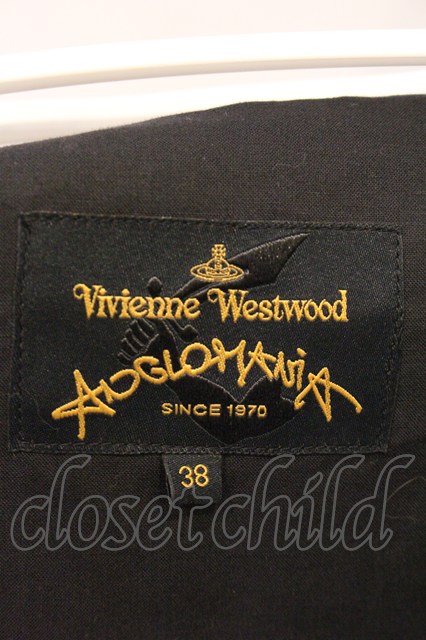 Vivienne Westwood
ANGLOMANIA
SINCE 1970
38
closet child